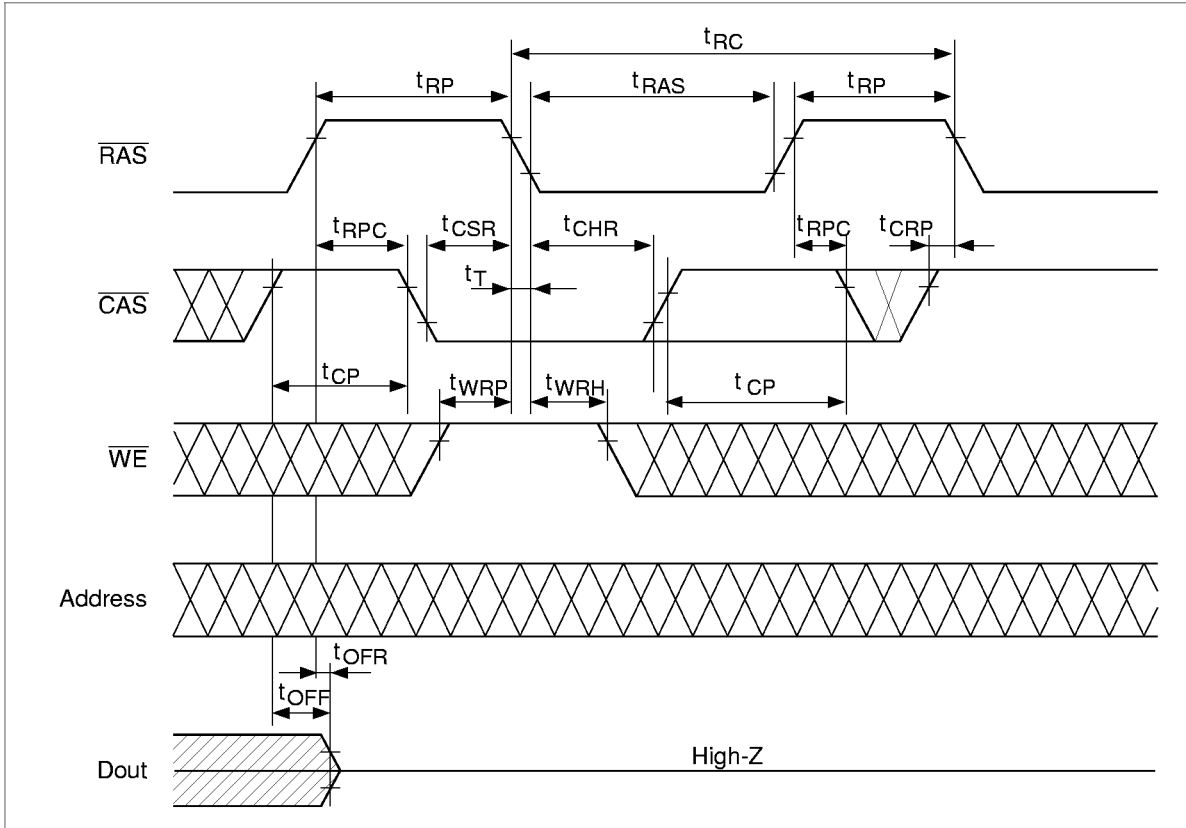 tRC
tRP
tRAS
tRP
RAS
tRPC
tCSR
tCHR
tRPC
tCRP
tT
CAS
tCP
tWRP
tWRH
tCP
WE
Address
tOFR
tOFF
High-Z
Dout